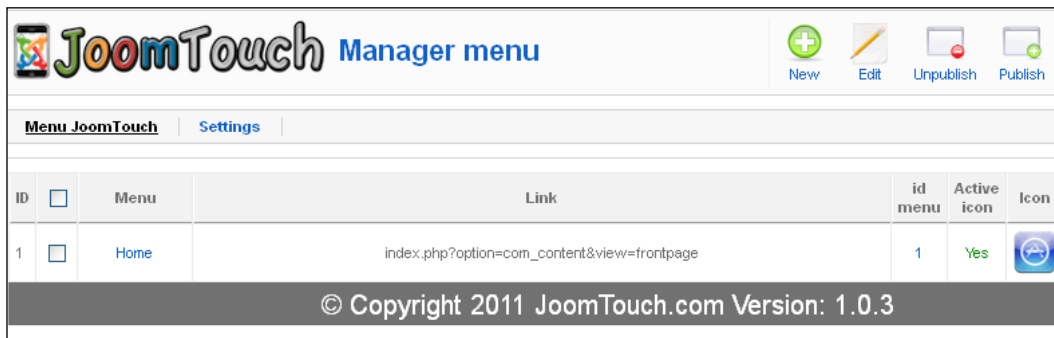 JoomTouch Manager menu
New Edit Unpublish Publish
Menu JoomTouch Settings
ID Menu Link id menu Active icon Icon
1 Home index.php?option=com_content&view=frontpage 1 Yes
© Copyright 2011 JoomTouch.com Version: 1.0.3